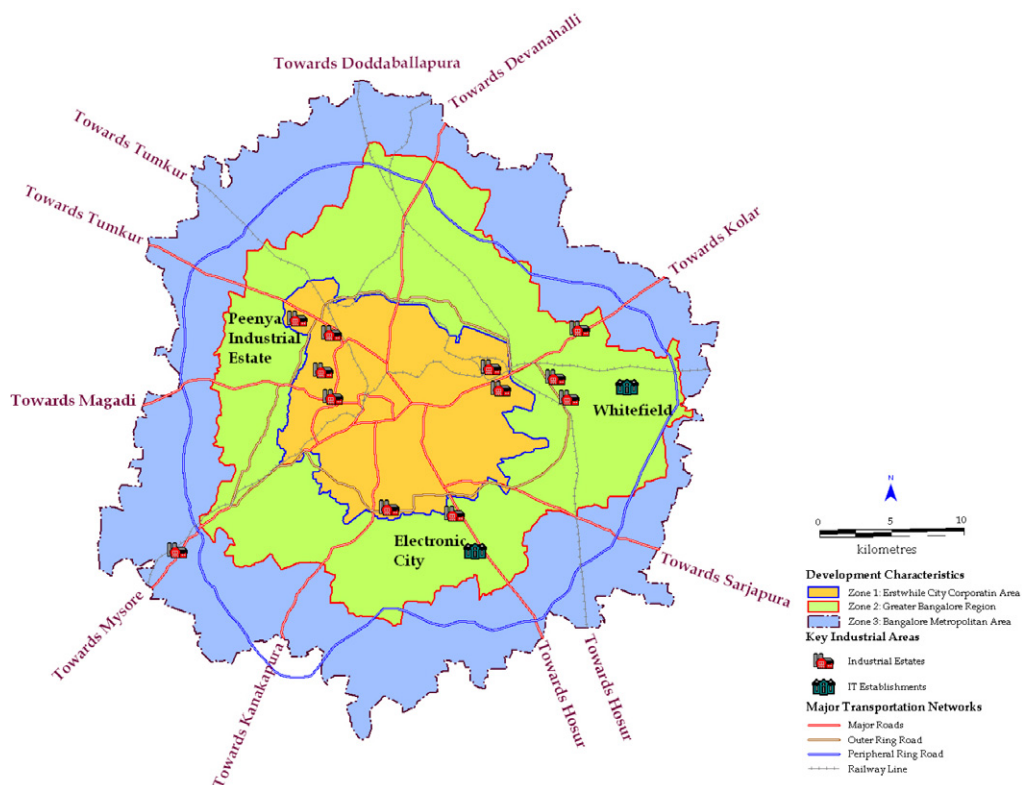 Towards Doddaballapura
Towards Devanahalli
Towards Tumkur
Towards Tumkur
Towards Kolar
Peenya
Industrial
Estate
Towards Magadi
Whitefield
Electronic
City
Towards Mysore
Towards Kanakapura
Towards Hosur
Towards Hosur
Towards Sarjapura
N
0 5 10
kilometres
Development Characteristics
Zone 1: Erstwhile City Corporatin Area
Zone 2: Greater Bangalore Region
Zone 3: Bangalore Metropolitan Area
Key Industrial Areas
Industrial Estates
IT Establishments
Major Transportation Networks
Major Roads
Outer Ring Road
Peripheral Ring Road
Railway Line